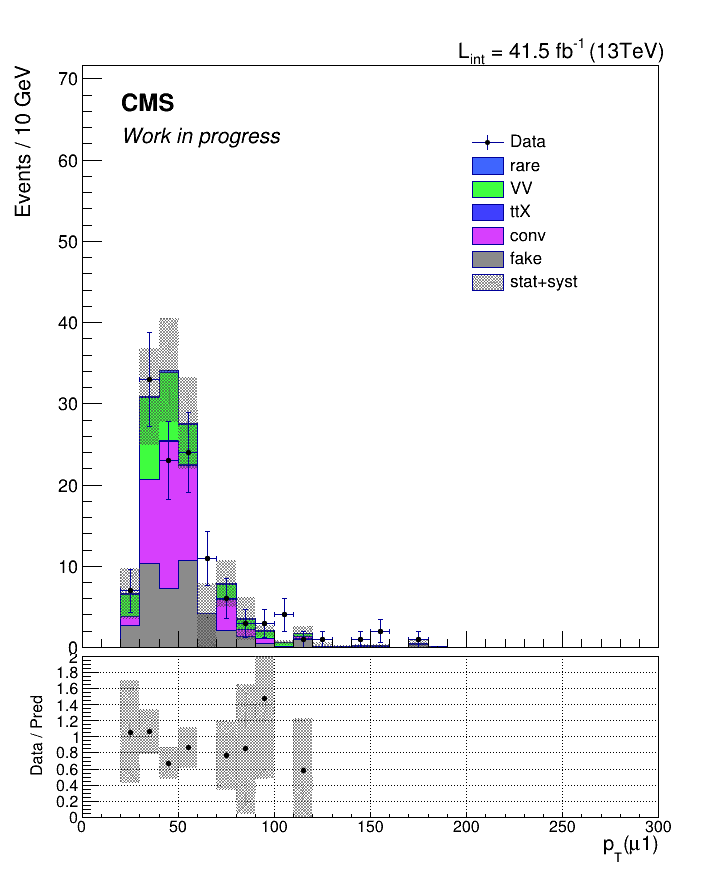 L_int = 41.5 fb^-1 (13TeV)
Events / 10 GeV
70
60
50
40
30
20
10
0
CMS
Work in progress
Data
rare
VV
ttX
conv
fake
stat+syst
Data / Pred
2
1.8
1.6
1.4
1.2
1
0.8
0.6
0.4
0.2
0
0 50 100 150 200 250 300
p_T(μ1)